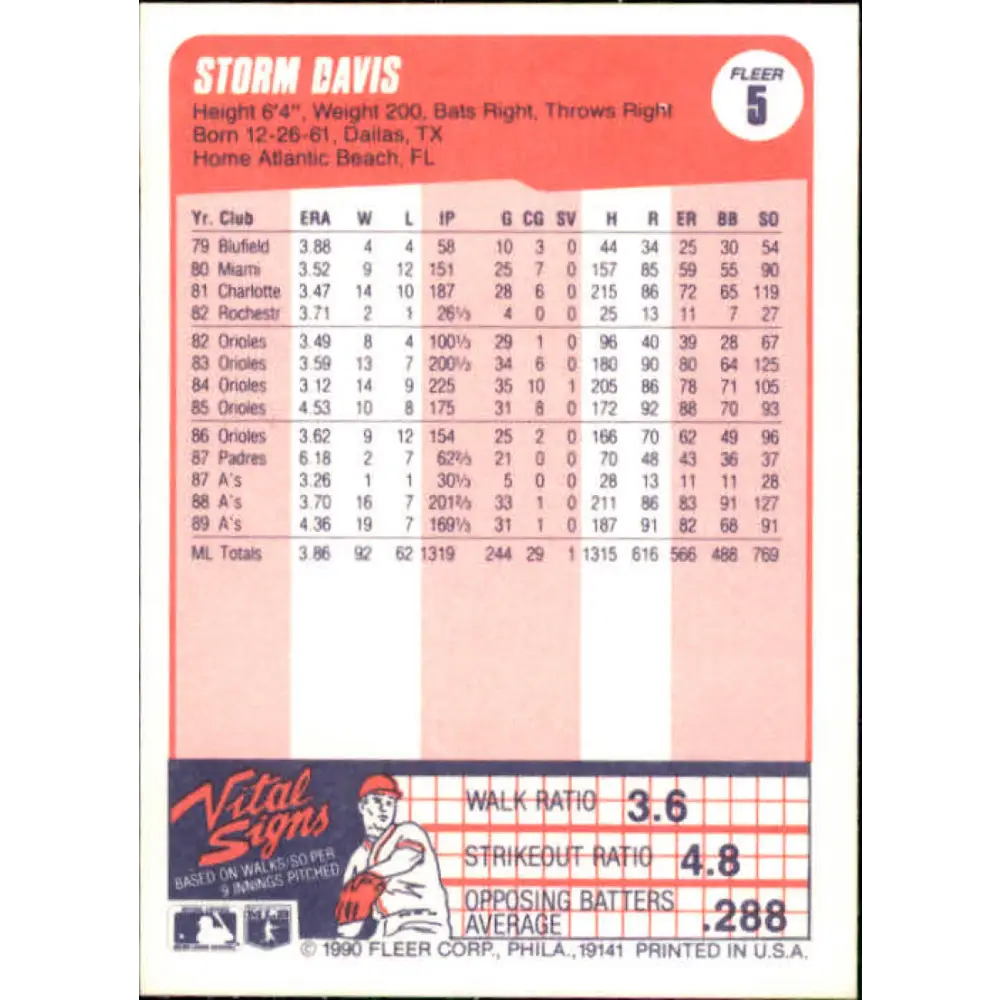 STORM DAVIS
FLEER
5
Height 6'4", Weight 200, Bats Right, Throws Right
Born 12-26-61, Dallas, TX
Home Atlantic Beach, FL
Yr. Club ERA W L IP G CG SV H R ER BB SO
79 Blufield 3.88 4 4 58 10 3 0 44 34 25 30 54
80 Miami 3.52 9 12 151 25 7 0 157 85 59 55 90
81 Charlotte 3.47 14 10 187 28 6 0 215 86 72 65 119
82 Rochestr 3.71 2 1 26⅓ 4 0 0 25 13 11 7 27
82 Orioles 3.49 8 4 100⅓ 29 1 0 96 40 39 28 67
83 Orioles 3.59 13 7 200⅓ 34 6 0 180 90 80 64 125
84 Orioles 3.12 14 9 225 35 10 1 205 86 78 71 105
85 Orioles 4.53 10 8 175 31 8 0 172 92 88 70 93
86 Orioles 3.62 9 12 154 25 2 0 166 70 62 49 96
87 Padres 6.18 2 7 62⅔ 21 0 0 70 48 43 36 37
87 A's 3.26 1 1 30⅓ 5 0 0 28 13 11 11 28
88 A's 3.70 16 7 201⅔ 33 1 0 211 86 83 91 127
89 A's 4.36 19 7 169⅓ 31 1 0 187 91 82 68 91
ML Totals 3.86 92 62 1319 244 29 1 1315 616 566 488 769
Vital
Signs
BASED ON WALKS/SO PER
9 INNINGS PITCHED
WALK RATIO 3.6
STRIKEOUT RATIO 4.8
OPPOSING BATTERS
AVERAGE .288
© 1990 FLEER CORP., PHILA., 19141 PRINTED IN U.S.A.